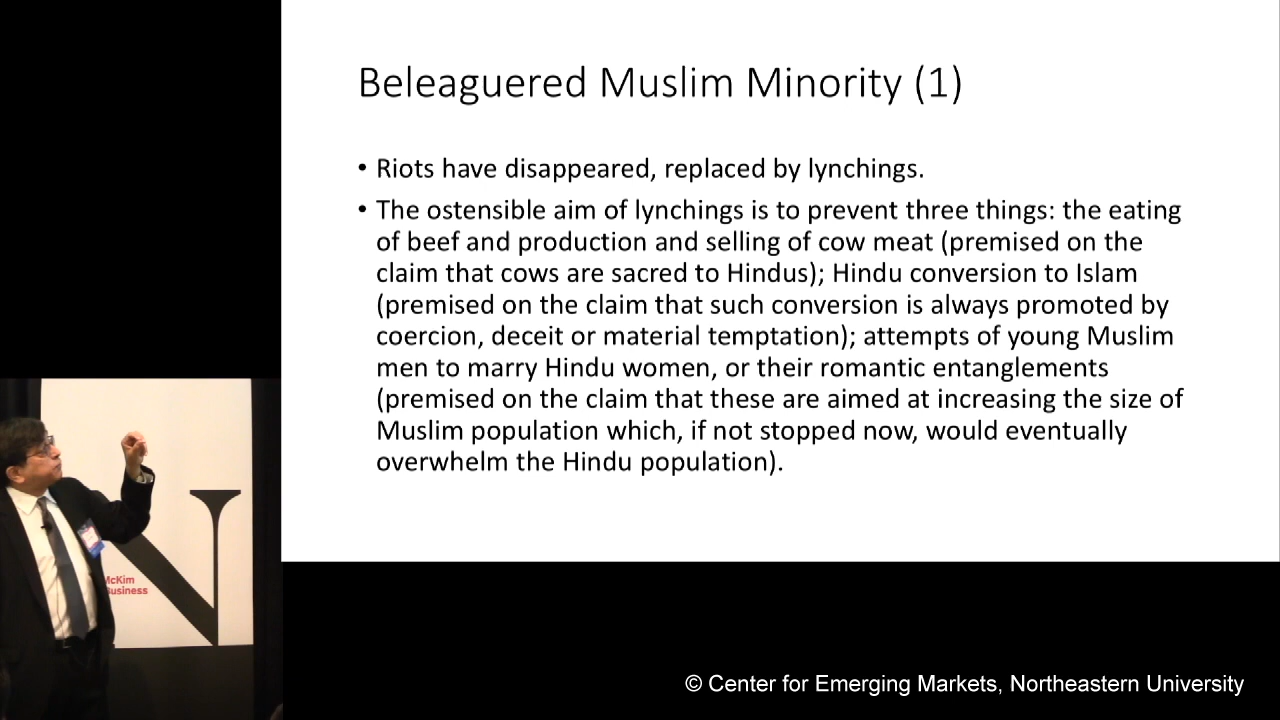 Beleaguered Muslim Minority (1)
• Riots have disappeared, replaced by lynchings.
• The ostensible aim of lynchings is to prevent three things: the eating
of beef and production and selling of cow meat (premised on the
claim that cows are sacred to Hindus); Hindu conversion to Islam
(premised on the claim that such conversion is always promoted by
coercion, deceit or material temptation); attempts of young Muslim
men to marry Hindu women, or their romantic entanglements
(premised on the claim that these are aimed at increasing the size of
Muslim population which, if not stopped now, would eventually
overwhelm the Hindu population).
N
McKim
Business
© Center for Emerging Markets, Northeastern University